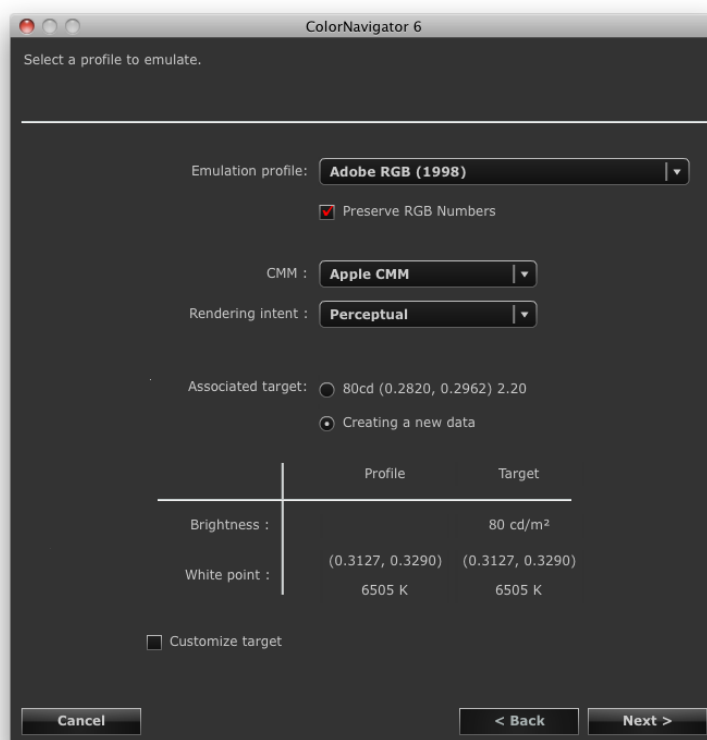 ColorNavigator 6
Select a profile to emulate.
Emulation profile: Adobe RGB (1998)
Preserve RGB Numbers
CMM : Apple CMM
Rendering intent : Perceptual
Associated target: 80cd (0.2820, 0.2962) 2.20
Creating a new data
Profile Target
Brightness : 80 cd/m²
(0.3127, 0.3290) (0.3127, 0.3290)
White point :
6505 K 6505 K
Customize target
Cancel < Back Next >